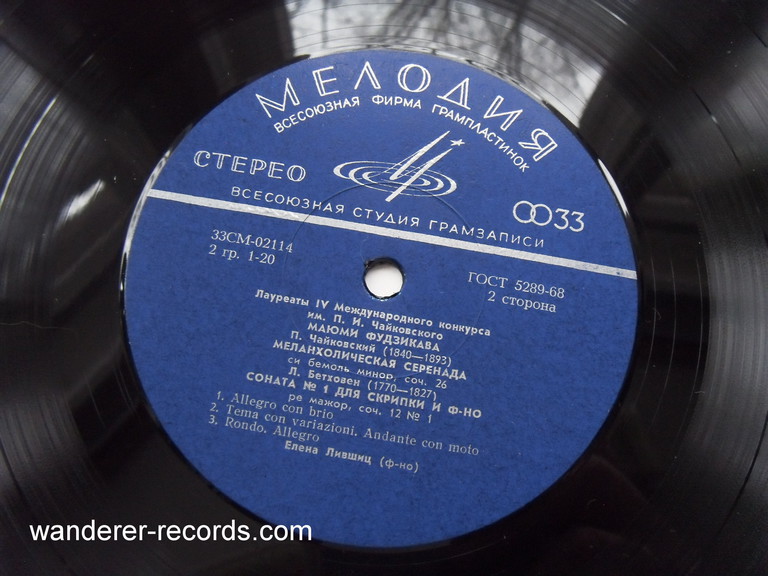 МЕЛОДИЯ
ВСЕСОЮЗНАЯ ФИРМА ГРАМПЛАСТИНОК
СТЕРЕО
33
ВСЕСОЮЗНАЯ СТУДИЯ ГРАМЗАПИСИ
33СМ-02114
2 гр. 1-20
ГОСТ 5289-68
2 сторона
Лауреаты IV Международного конкурса
им. П. И. Чайковского
МАЮМИ ФУДЗИКАВА
П. Чайковский (1840—1893)
МЕЛАНХОЛИЧЕСКАЯ СЕРЕНАДА
си бемоль минор, соч. 26
Л. Бетховен (1770—1827)
СОНАТА № 1 ДЛЯ СКРИПКИ И Ф-НО
ре мажор, соч. 12 № 1
1. Allegro con brio
2. Tema con variazioni. Andante con moto
3. Rondo. Allegro
Елена Лившиц (ф-но)
wanderer-records.com